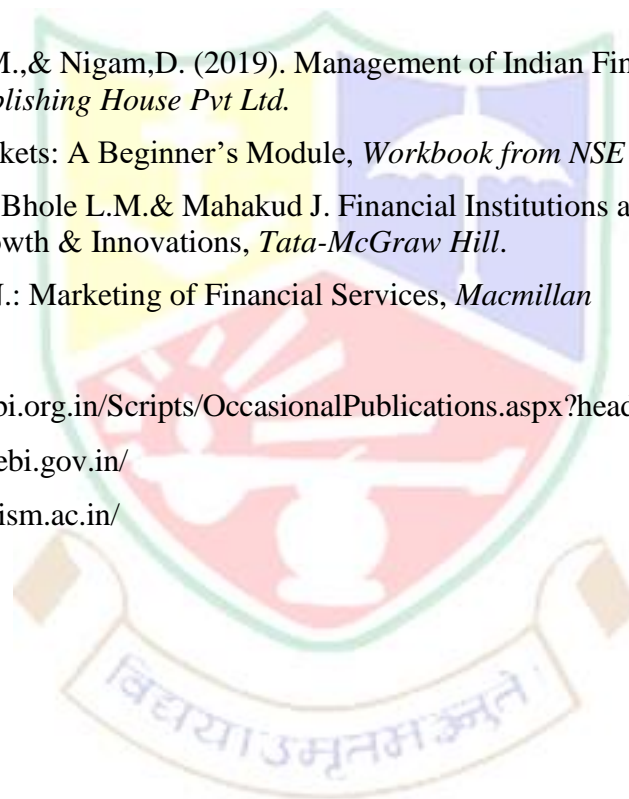 M.,& Nigam,D. (2019). Management of Indian Fin
blishing House Pvt Ltd.
kets: A Beginner’s Module, Workbook from NSE
Bhole L.M.& Mahakud J. Financial Institutions a
owth & Innovations, Tata-McGraw Hill.
N.: Marketing of Financial Services, Macmillan
bi.org.in/Scripts/OccasionalPublications.aspx?head
ebi.gov.in/
ism.ac.in/
विद्ययाऽमृतमश्नुते